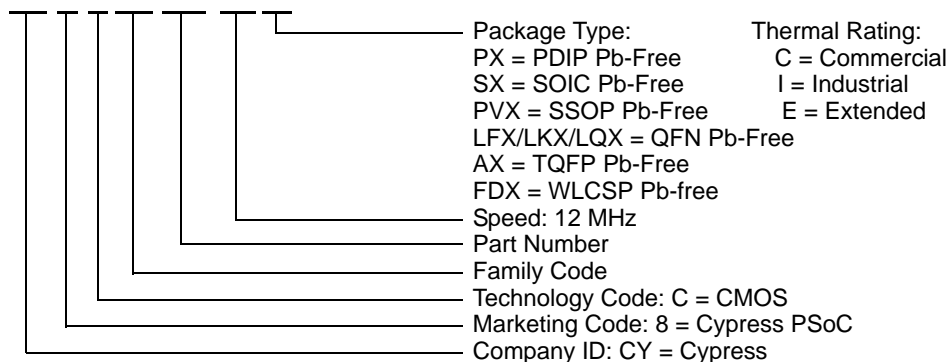 Package Type: Thermal Rating:
PX = PDIP Pb-Free C = Commercial
SX = SOIC Pb-Free I = Industrial
PVX = SSOP Pb-Free E = Extended
LFX/LKX/LQX = QFN Pb-Free
AX = TQFP Pb-Free
FDX = WLCSP Pb-free
Speed: 12 MHz
Part Number
Family Code
Technology Code: C = CMOS
Marketing Code: 8 = Cypress PSoC
Company ID: CY = Cypress